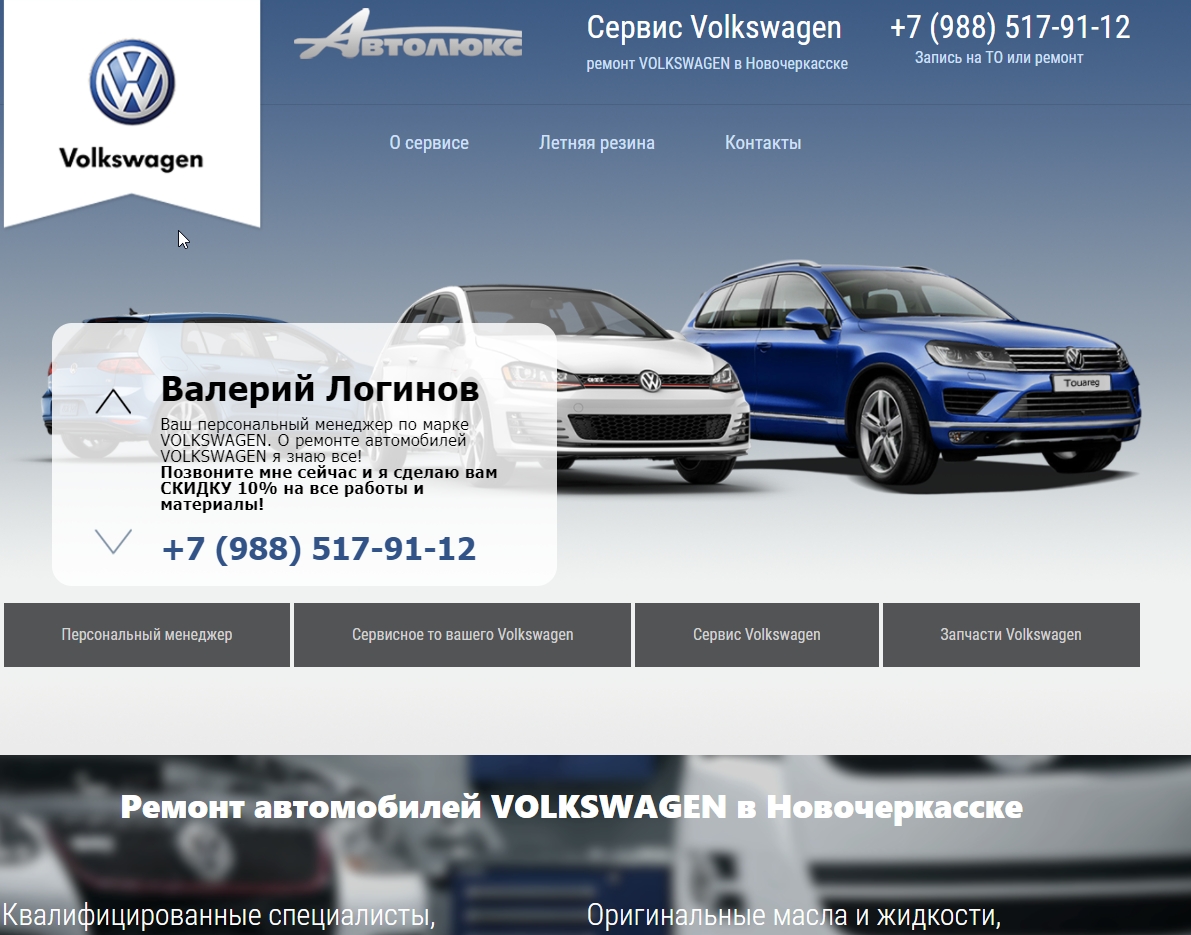 Автолюкс
Сервис Volkswagen
+7 (988) 517-91-12
ремонт VOLKSWAGEN в Новочеркасске
Запись на ТО или ремонт
Volkswagen
О сервисе
Летняя резина
Контакты
Touareg
GTI
Валерий Логинов
Ваш персональный менеджер по марке
VOLKSWAGEN. О ремонте автомобилей
VOLKSWAGEN я знаю все!
Позвоните мне сейчас и я сделаю вам
СКИДКУ 10% на все работы и
материалы!
+7 (988) 517-91-12
Персональный менеджер
Сервисное то вашего Volkswagen
Сервис Volkswagen
Запчасти Volkswagen
Ремонт автомобилей VOLKSWAGEN в Новочеркасске
Квалифицированные специалисты,
Оригинальные масла и жидкости,